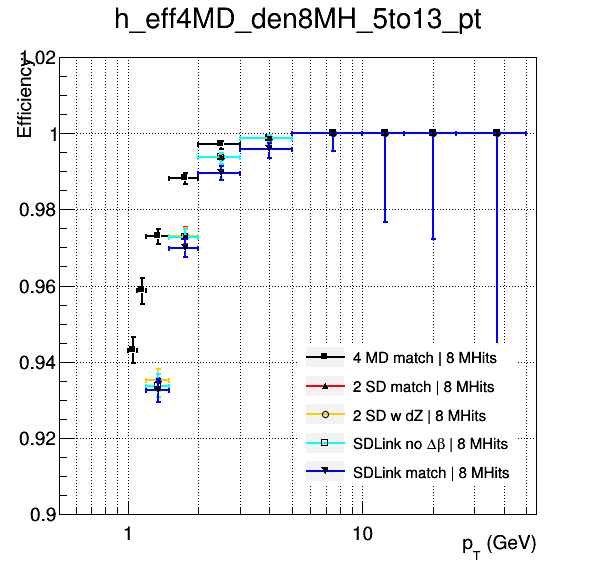 h_eff4MD_den8MH_5to13_pt
Efficiency
1.02
1
0.98
0.96
0.94
0.92
0.9
4 MD match | 8 MHits
2 SD match | 8 MHits
2 SD w dZ | 8 MHits
SDLink no Δβ | 8 MHits
SDLink match | 8 MHits
1
10
p_T (GeV)